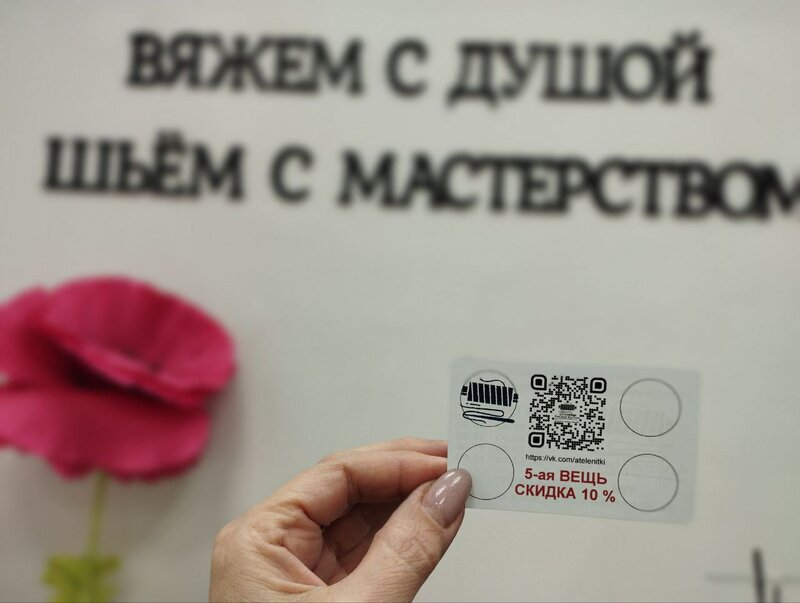 ВЯЖЕМ С ДУШОЙ
ШЬЁМ С МАСТЕРСТВОМ
https://vk.com/atelenitki
5-ая ВЕЩЬ
СКИДКА 10 %